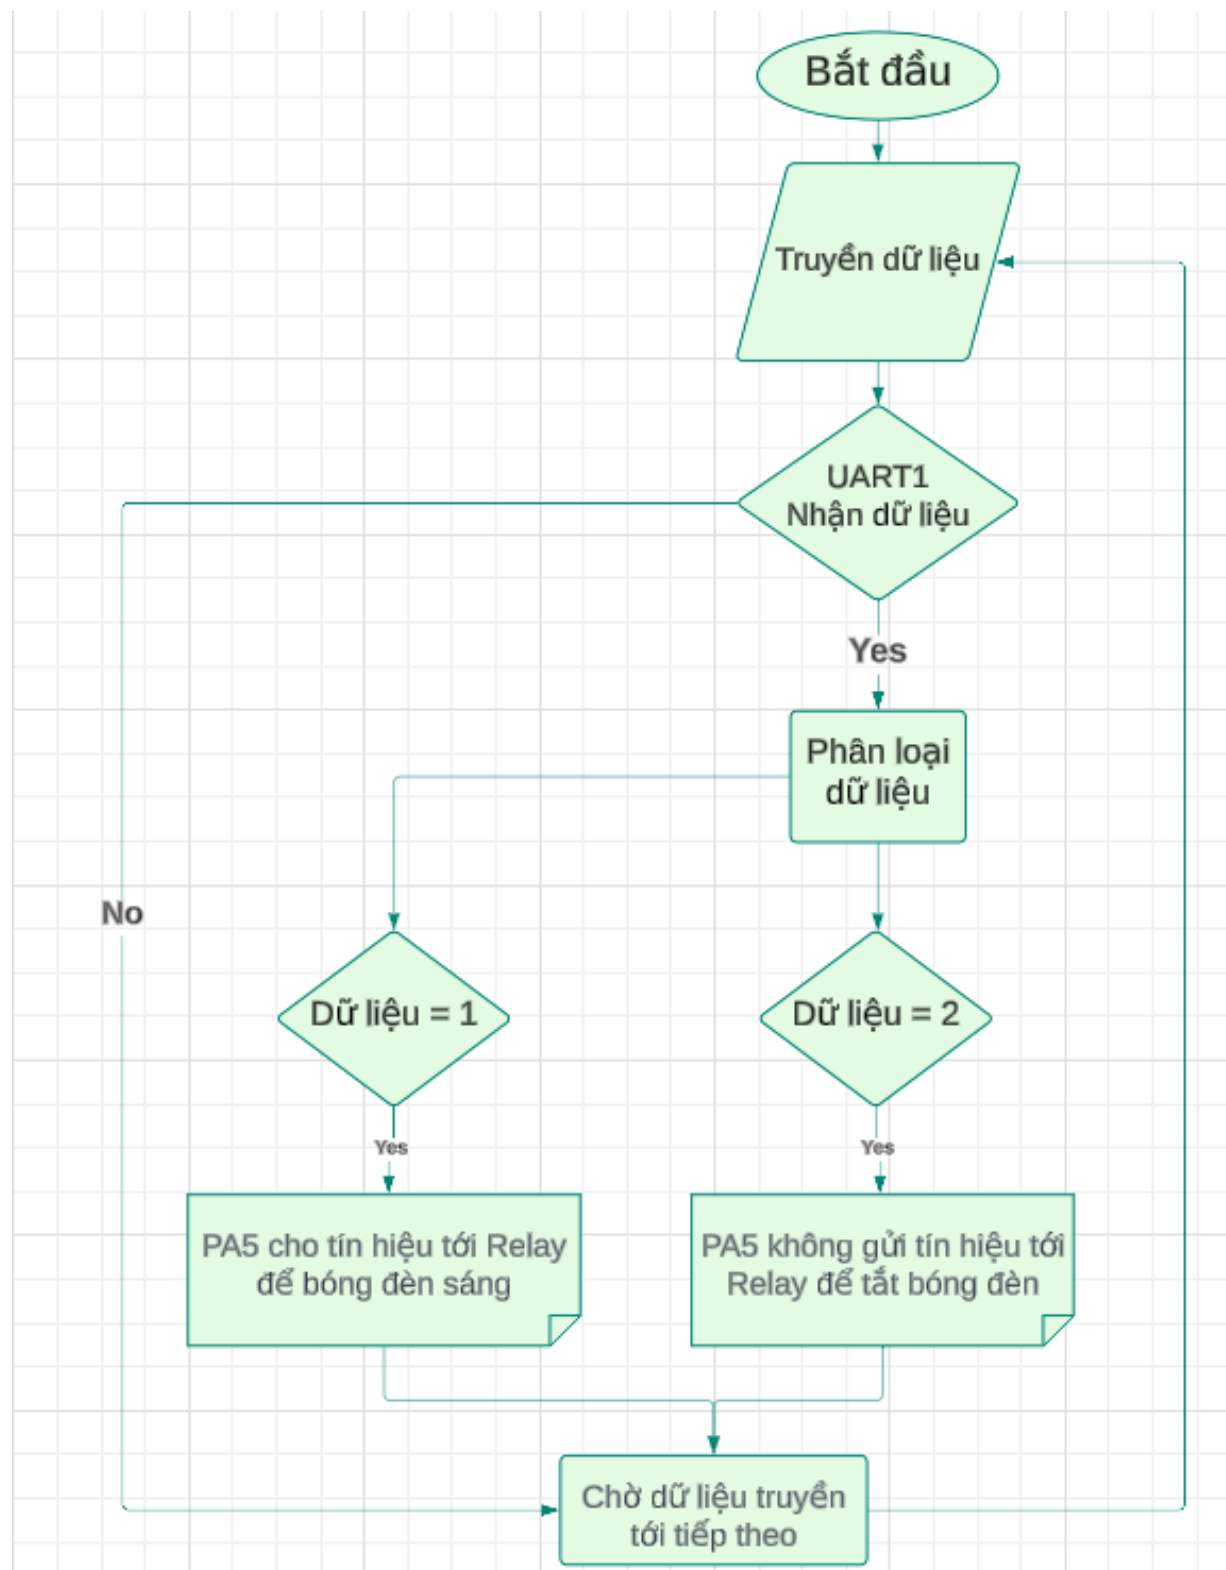 Bắt đầu
Truyền dữ liệu
UART1
Nhận dữ liệu
Yes
Phân loại
dữ liệu
No
Dữ liệu = 1
Dữ liệu = 2
Yes
Yes
PA5 cho tín hiệu tới Relay
để bóng đèn sáng
PA5 không gửi tín hiệu tới
Relay để tắt bóng đèn
Chờ dữ liệu truyền
tới tiếp theo